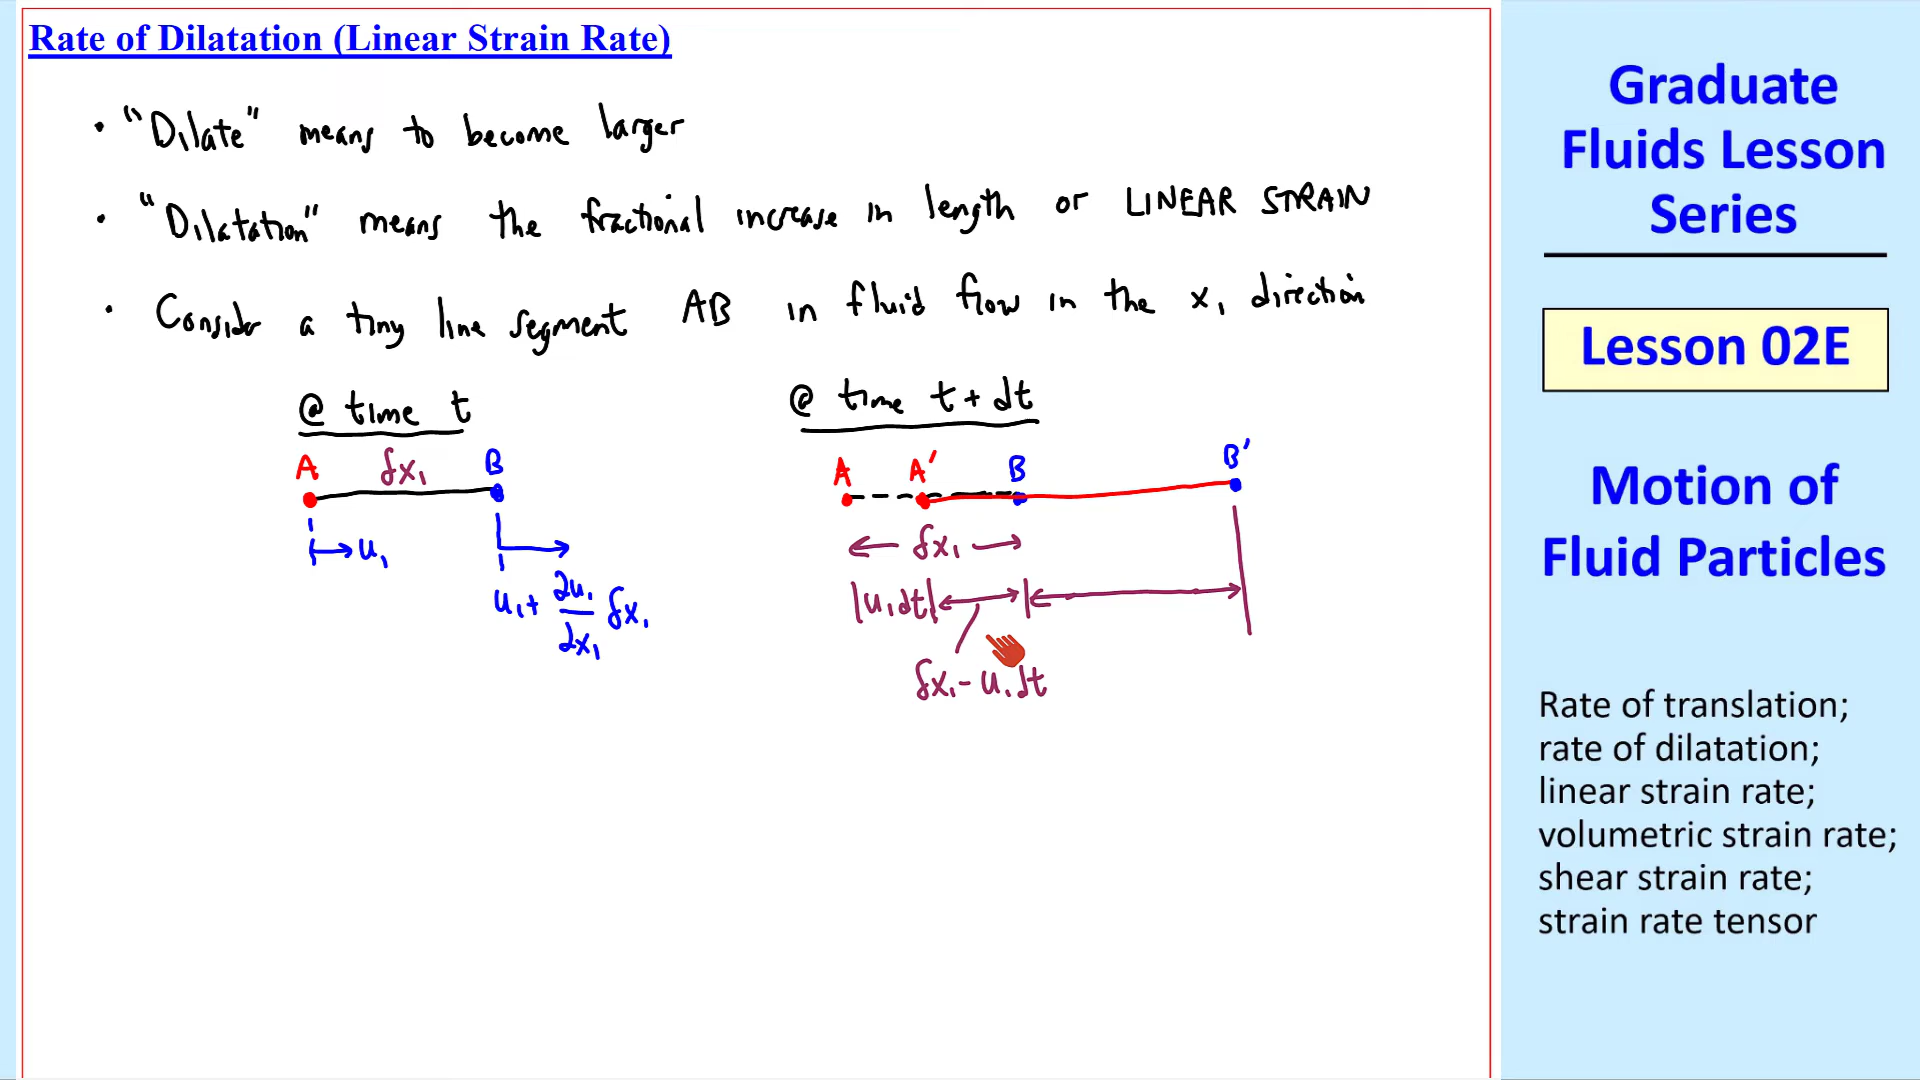 Rate of Dilatation (Linear Strain Rate)
• "Dilate" means to become larger
• "Dilatation" means the fractional increase in length or LINEAR STRAIN
• Consider a tiny line segment AB in fluid flow in the x₁ direction
@ time t
@ time t + dt
A δx₁ B
A A' B B'
u₁
u₁ + ∂u₁/∂x₁ δx₁
δx₁
u₁dt
δx₁ - u₁dt
Graduate
Fluids Lesson
Series
Lesson 02E
Motion of
Fluid Particles
Rate of translation;
rate of dilatation;
linear strain rate;
volumetric strain rate;
shear strain rate;
strain rate tensor